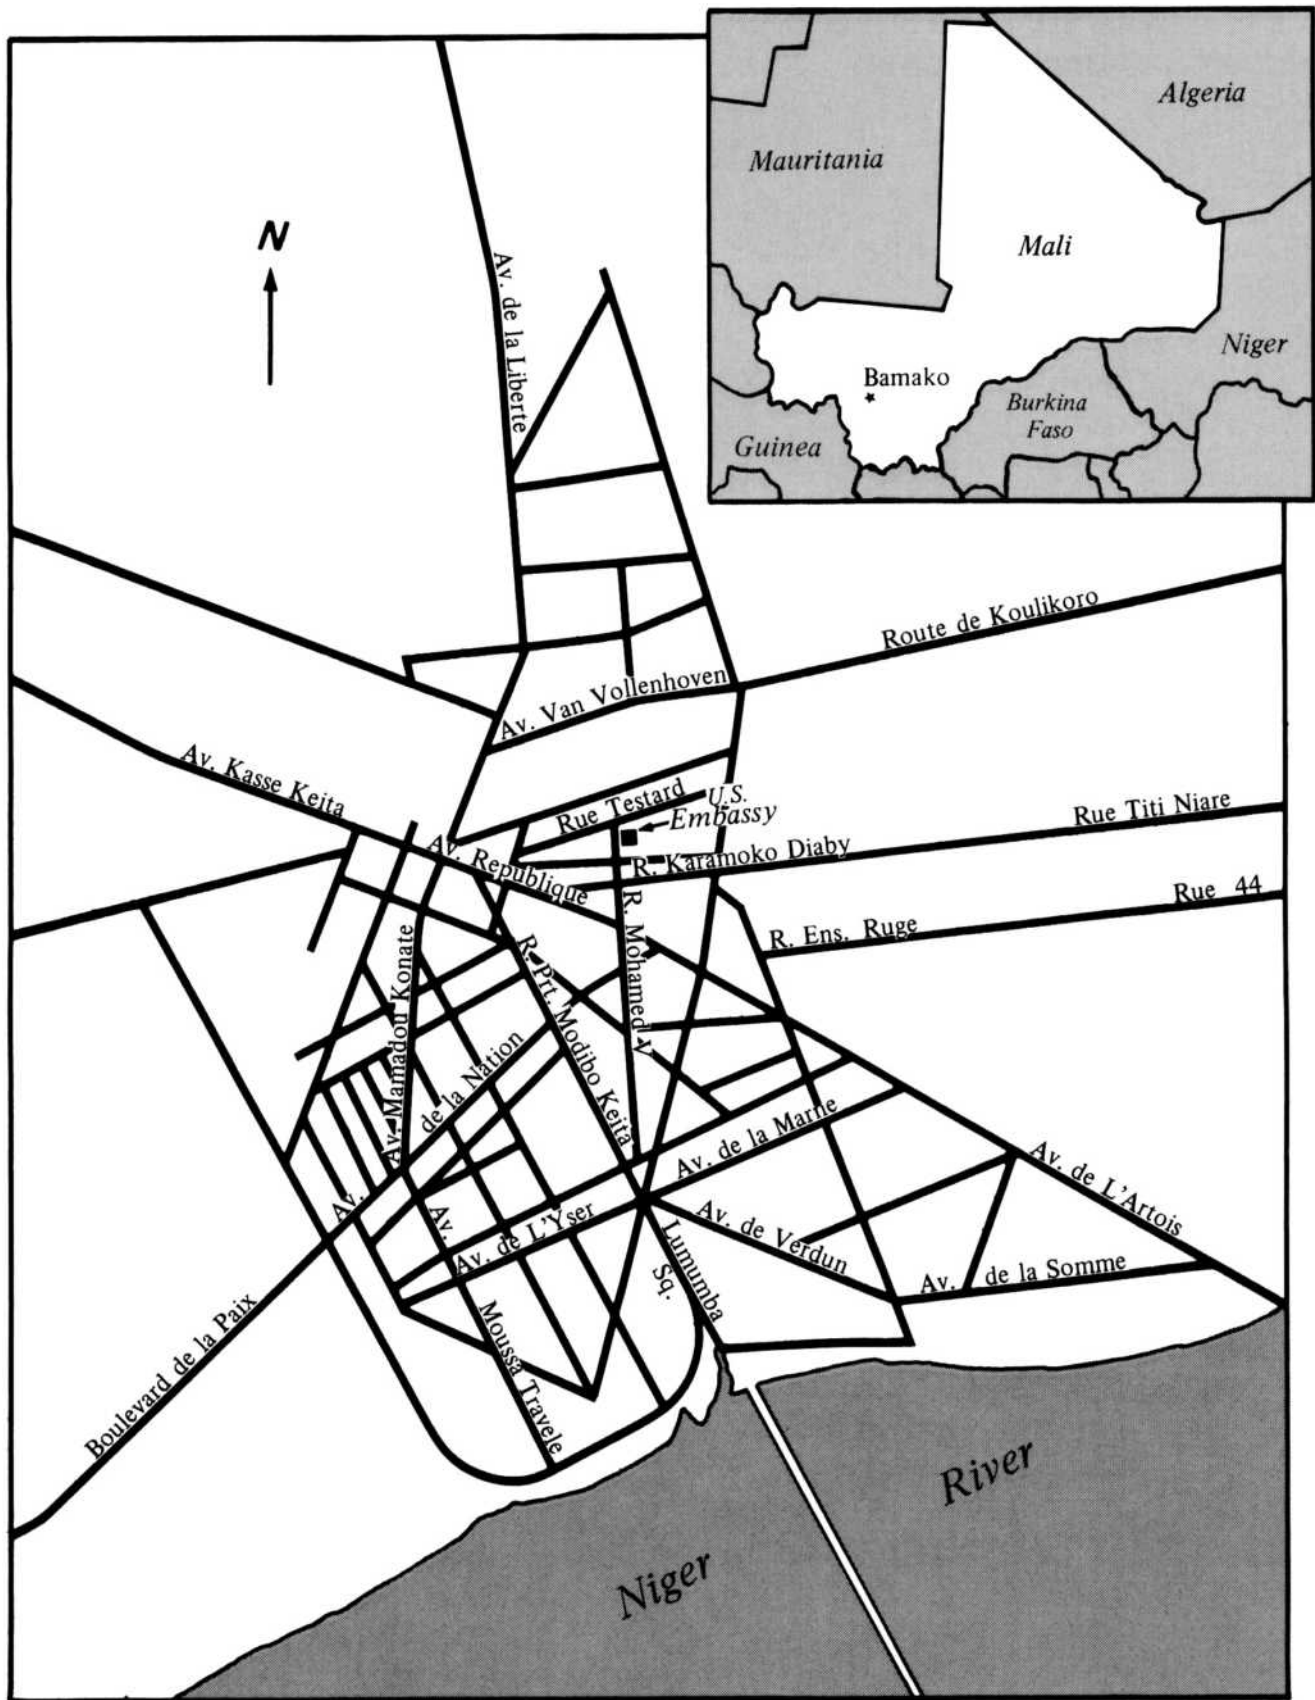 Algeria
Mauritania
Mali
Niger
Bamako
Burkina
Faso
Guinea
N
Av. de la Liberte
Route de Koulikoro
Av. Van Vollenhoven
Av. Kasse Keita
Rue Testard
U.S.
Embassy
Rue Titi Niare
Av. Republique
R. Karamoko Diaby
Rue 44
R. Ens. Ruge
R. Mohamed V
Av. Mamadou Konate
R. Prt. Modibo Keita
Av. de la Nation
Av. de la Marne
Av. de L'Artois
Av. de L'Yser
Av. de Verdun
Av. de la Somme
Lumumba
Sq.
Av. Moussa Travele
Boulevard de la Paix
Niger River